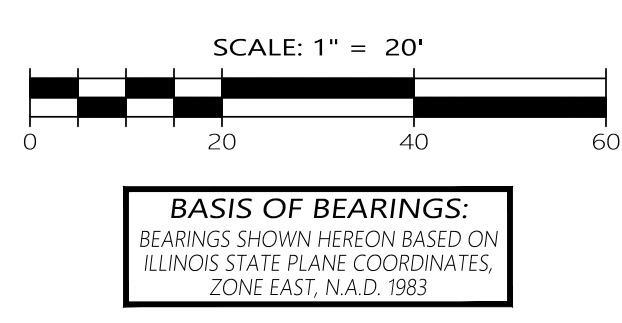 SCALE: 1" = 20'
0 20 40 60
BASIS OF BEARINGS:
BEARINGS SHOWN HEREON BASED ON
ILLINOIS STATE PLANE COORDINATES,
ZONE EAST, N.A.D. 1983